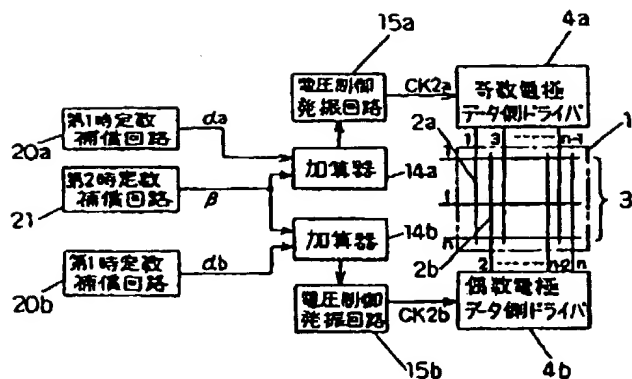 15a
4a
電圧制御
発振回路
CK2a
奇数電極
データ側ドライバ
1
第1時定数
補償回路
αa
20a
加算器
14a
2a
1 3 n-1
1
3
第2時定数
補償回路
β
21
加算器
14b
i
n
2b
第1時定数
補償回路
αb
20b
2 n-2 n
電圧制御
発振回路
CK2b
偶数電極
データ側ドライバ
15b
4b